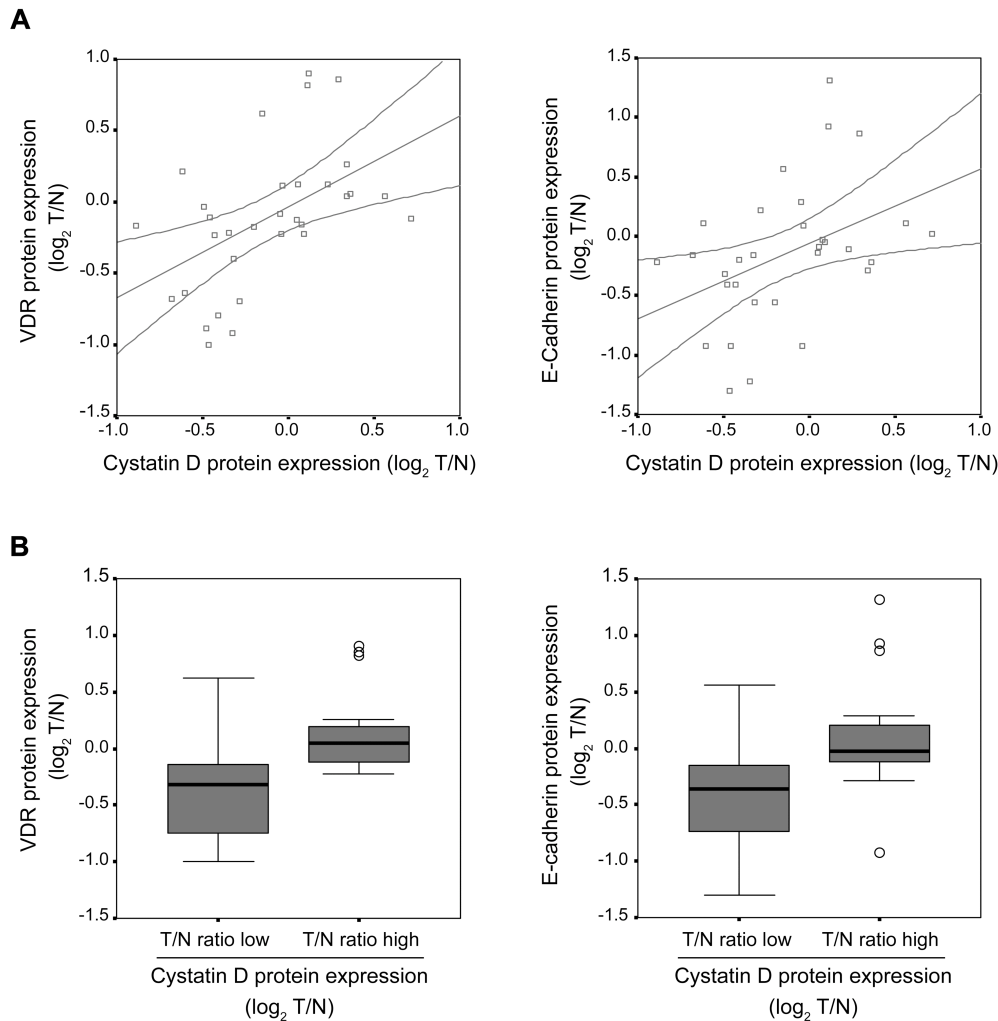 A
VDR protein expression
(log2 T/N)
1.0
0.5
0.0
-0.5
-1.0
-1.5
-1.0
-0.5
0.0
0.5
1.0
Cystatin D protein expression (log2 T/N)
E-Cadherin protein expression
(log2 T/N)
1.5
1.0
0.5
0.0
-0.5
-1.0
-1.5
-1.0
-0.5
0.0
0.5
1.0
Cystatin D protein expression (log2 T/N)
B
VDR protein expression
(log2 T/N)
1.5
1.0
0.5
0.0
-0.5
-1.0
-1.5
T/N ratio low
T/N ratio high
Cystatin D protein expression
(log2 T/N)
E-cadherin protein expression
(log2 T/N)
1.5
1.0
0.5
0.0
-0.5
-1.0
-1.5
T/N ratio low
T/N ratio high
Cystatin D protein expression
(log2 T/N)